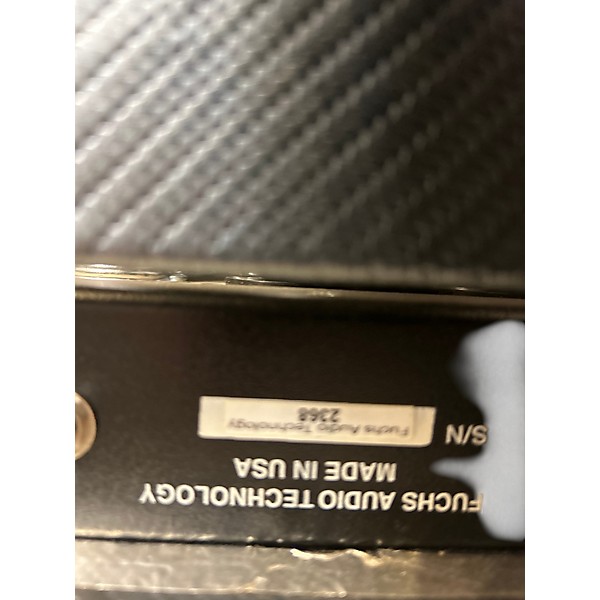 FUCHS AUDIO TECHNOLOGY
MADE IN USA
S/N
Fuchs Audio Technology
2368